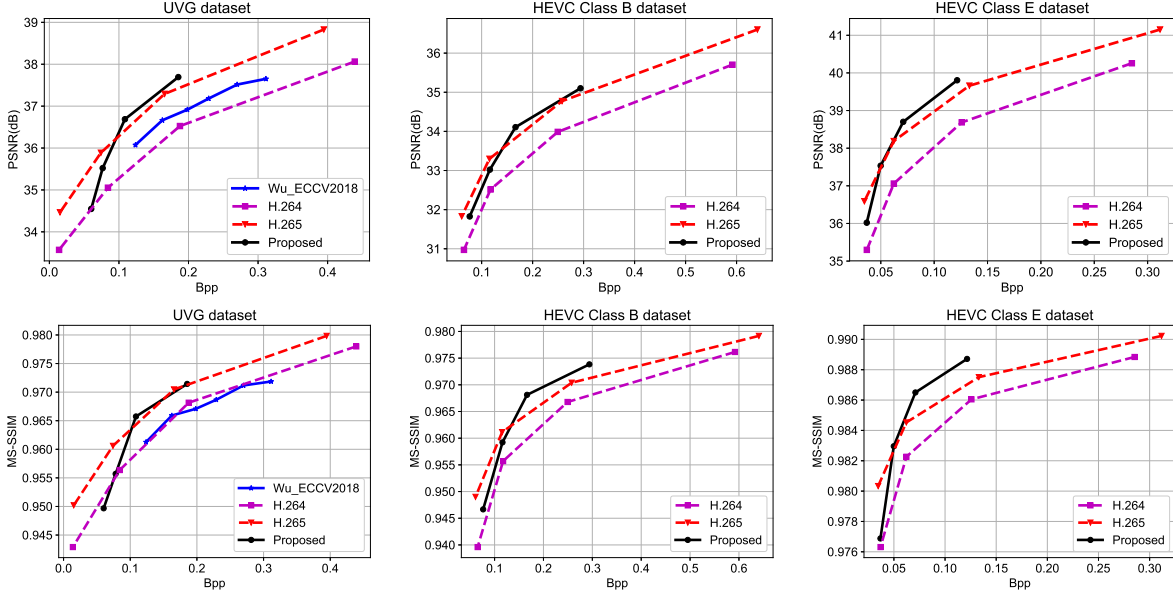 UVG dataset
39
38
37
36
35
34
PSNR(dB)
0.0 0.1 0.2 0.3 0.4
Bpp
Wu_ECCV2018
H.264
H.265
Proposed
HEVC Class B dataset
36
35
34
33
32
31
PSNR(dB)
0.1 0.2 0.3 0.4 0.5 0.6
Bpp
H.264
H.265
Proposed
HEVC Class E dataset
41
40
39
38
37
36
35
PSNR(dB)
0.05 0.10 0.15 0.20 0.25 0.30
Bpp
H.264
H.265
Proposed
UVG dataset
0.980
0.975
0.970
0.965
0.960
0.955
0.950
0.945
MS-SSIM
0.0 0.1 0.2 0.3 0.4
Bpp
Wu_ECCV2018
H.264
H.265
Proposed
HEVC Class B dataset
0.980
0.975
0.970
0.965
0.960
0.955
0.950
0.945
0.940
MS-SSIM
0.1 0.2 0.3 0.4 0.5 0.6
Bpp
H.264
H.265
Proposed
HEVC Class E dataset
0.990
0.988
0.986
0.984
0.982
0.980
0.978
0.976
MS-SSIM
0.05 0.10 0.15 0.20 0.25 0.30
Bpp
H.264
H.265
Proposed